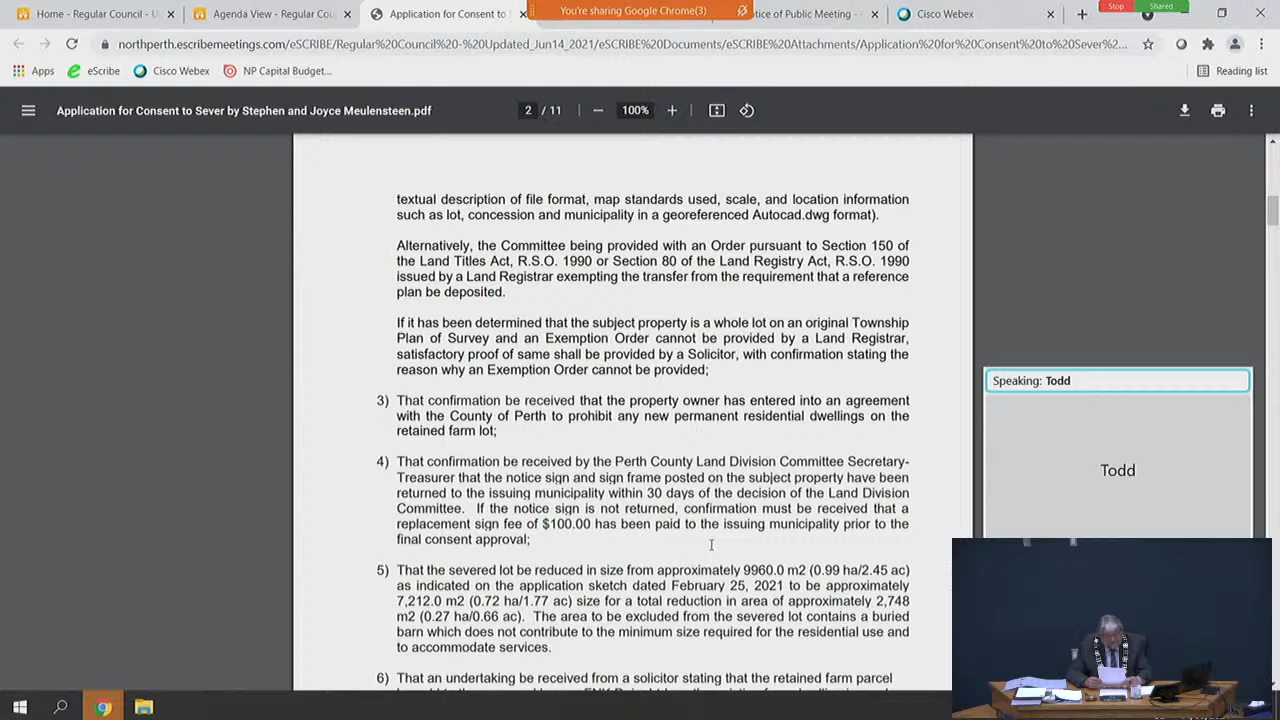 Home - Regular Council - U
Agenda View - Regular Coun
Application for Consent to S
You're sharing Google Chrome(3)
tice of Public Meeting -
Cisco Webex
Stop
Shared
northperth.escribemeetings.com/eSCRIBE/Regular%20Council%20-%20Updated_Jun14_2021/eSCRIBE%20Documents/eSCRIBE%20Attachments/Application%20for%20Consent%20to%20Sever%2...
Apps
eScribe
Cisco Webex
NP Capital Budget...
Reading list
Application for Consent to Sever by Stephen and Joyce Meulensteen.pdf
2 / 11
100%
textual description of file format, map standards used, scale, and location information
such as lot, concession and municipality in a georeferenced Autocad.dwg format).
Alternatively, the Committee being provided with an Order pursuant to Section 150 of
the Land Titles Act, R.S.O. 1990 or Section 80 of the Land Registry Act, R.S.O. 1990
issued by a Land Registrar exempting the transfer from the requirement that a reference
plan be deposited.
If it has been determined that the subject property is a whole lot on an original Township
Plan of Survey and an Exemption Order cannot be provided by a Land Registrar,
satisfactory proof of same shall be provided by a Solicitor, with confirmation stating the
reason why an Exemption Order cannot be provided;
3) That confirmation be received that the property owner has entered into an agreement
with the County of Perth to prohibit any new permanent residential dwellings on the
retained farm lot;
4) That confirmation be received by the Perth County Land Division Committee Secretary-
Treasurer that the notice sign and sign frame posted on the subject property have been
returned to the issuing municipality within 30 days of the decision of the Land Division
Committee. If the notice sign is not returned, confirmation must be received that a
replacement sign fee of $100.00 has been paid to the issuing municipality prior to the
final consent approval;
5) That the severed lot be reduced in size from approximately 9960.0 m2 (0.99 ha/2.45 ac)
as indicated on the application sketch dated February 25, 2021 to be approximately
7,212.0 m2 (0.72 ha/1.77 ac) size for a total reduction in area of approximately 2,748
m2 (0.27 ha/0.66 ac). The area to be excluded from the severed lot contains a buried
barn which does not contribute to the minimum size required for the residential use and
to accommodate services.
6) That an undertaking be received from a solicitor stating that the retained farm parcel
Speaking: Todd
Todd